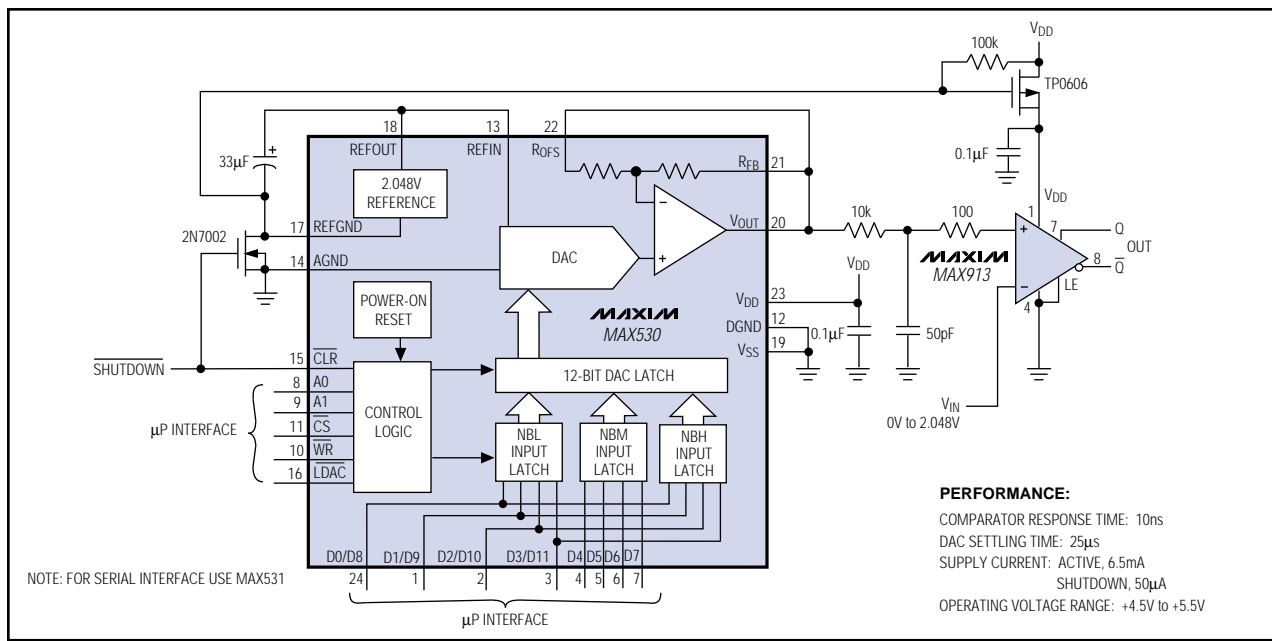 VDD
100k
TP0606
18
13
22
REFOUT
REFIN
ROFS
RFB
21
33µF
+
0.1µF
2.048V
REFERENCE
VDD
17
REFGND
2N7002
14
AGND
−
+
DAC
VOUT
20
10k
100
1
+
−
7
Q
OUT
8
Q̅
LE
4
MAXIM
MAX913
POWER-ON
RESET
MAXIM
MAX530
VDD
VDD
23
DGND
12
VSS
19
0.1µF
50pF
S̅H̅U̅T̅D̅O̅W̅N̅
15
C̅L̅R̅
8
A0
9
A1
11
C̅S̅
10
W̅R̅
16
L̅D̅A̅C̅
µP INTERFACE
CONTROL
LOGIC
12-BIT DAC LATCH
NBL
INPUT
LATCH
NBM
INPUT
LATCH
NBH
INPUT
LATCH
VIN
0V to 2.048V
D0/D8
D1/D9
D2/D10
D3/D11
D4
D5
D6
D7
24
1
2
3
4
5
6
7
µP INTERFACE
NOTE: FOR SERIAL INTERFACE USE MAX531
PERFORMANCE:
COMPARATOR RESPONSE TIME: 10ns
DAC SETTLING TIME: 25µs
SUPPLY CURRENT: ACTIVE, 6.5mA
SHUTDOWN, 50µA
OPERATING VOLTAGE RANGE: +4.5V to +5.5V